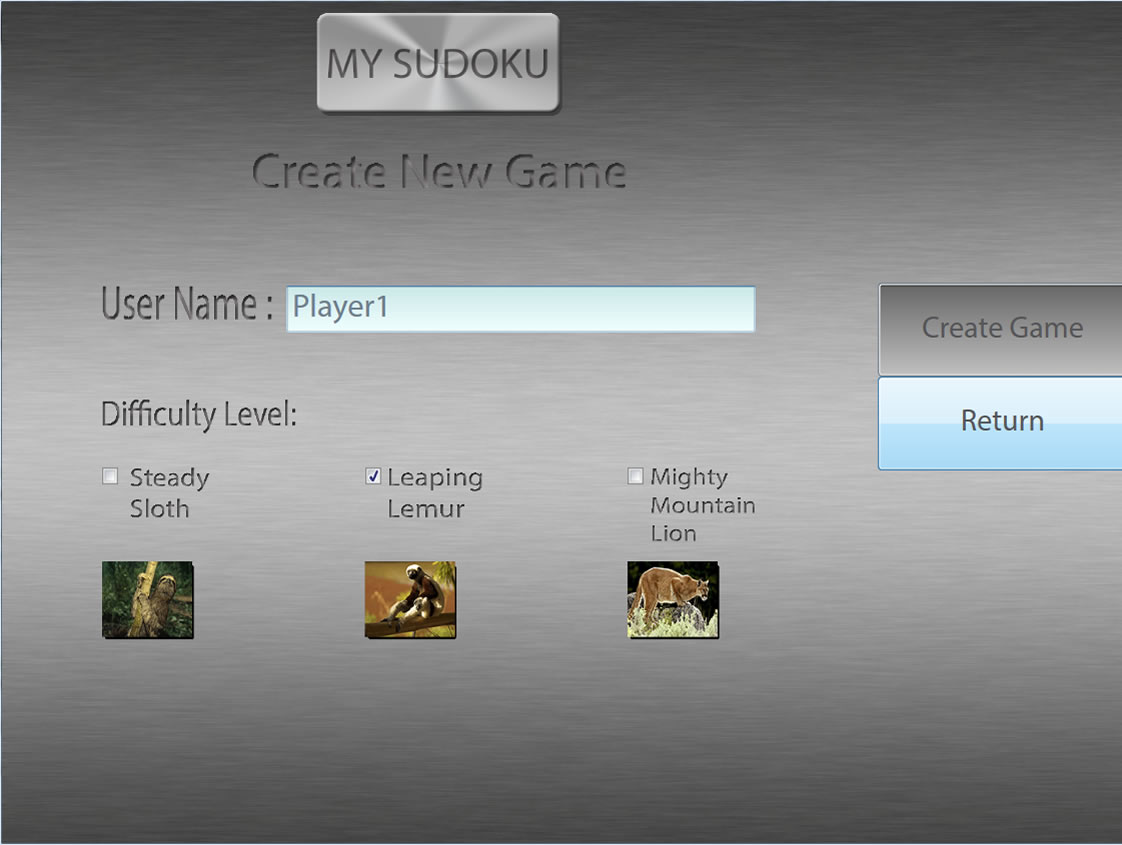 MY SUDOKU
Create New Game
User Name :
Player1
Create Game
Return
Difficulty Level:
Steady
Sloth
Leaping
Lemur
Mighty
Mountain
Lion